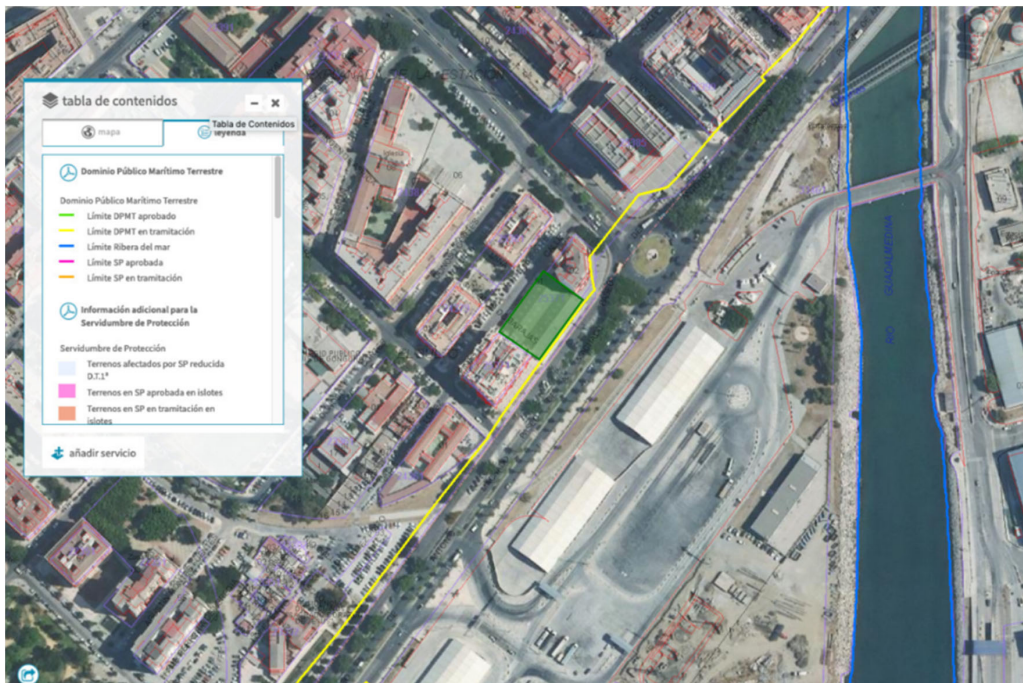 tabla de contenidos
Tabla de Contenidos
mapa
leyenda
Dominio Público Marítimo Terrestre
Dominio Público Marítimo Terrestre
Límite DPMT aprobado
Límite DPMT en tramitación
Límite Ribera del mar
Límite SP aprobada
Límite SP en tramitación
Información adicional para la
Servidumbre de Protección
Servidumbre de Protección
Terrenos afectados por SP reducida
D.T.1ª
Terrenos en SP aprobada en islotes
Terrenos en SP en tramitación en
islotes
añadir servicio
RIO
GUADALMEDINA